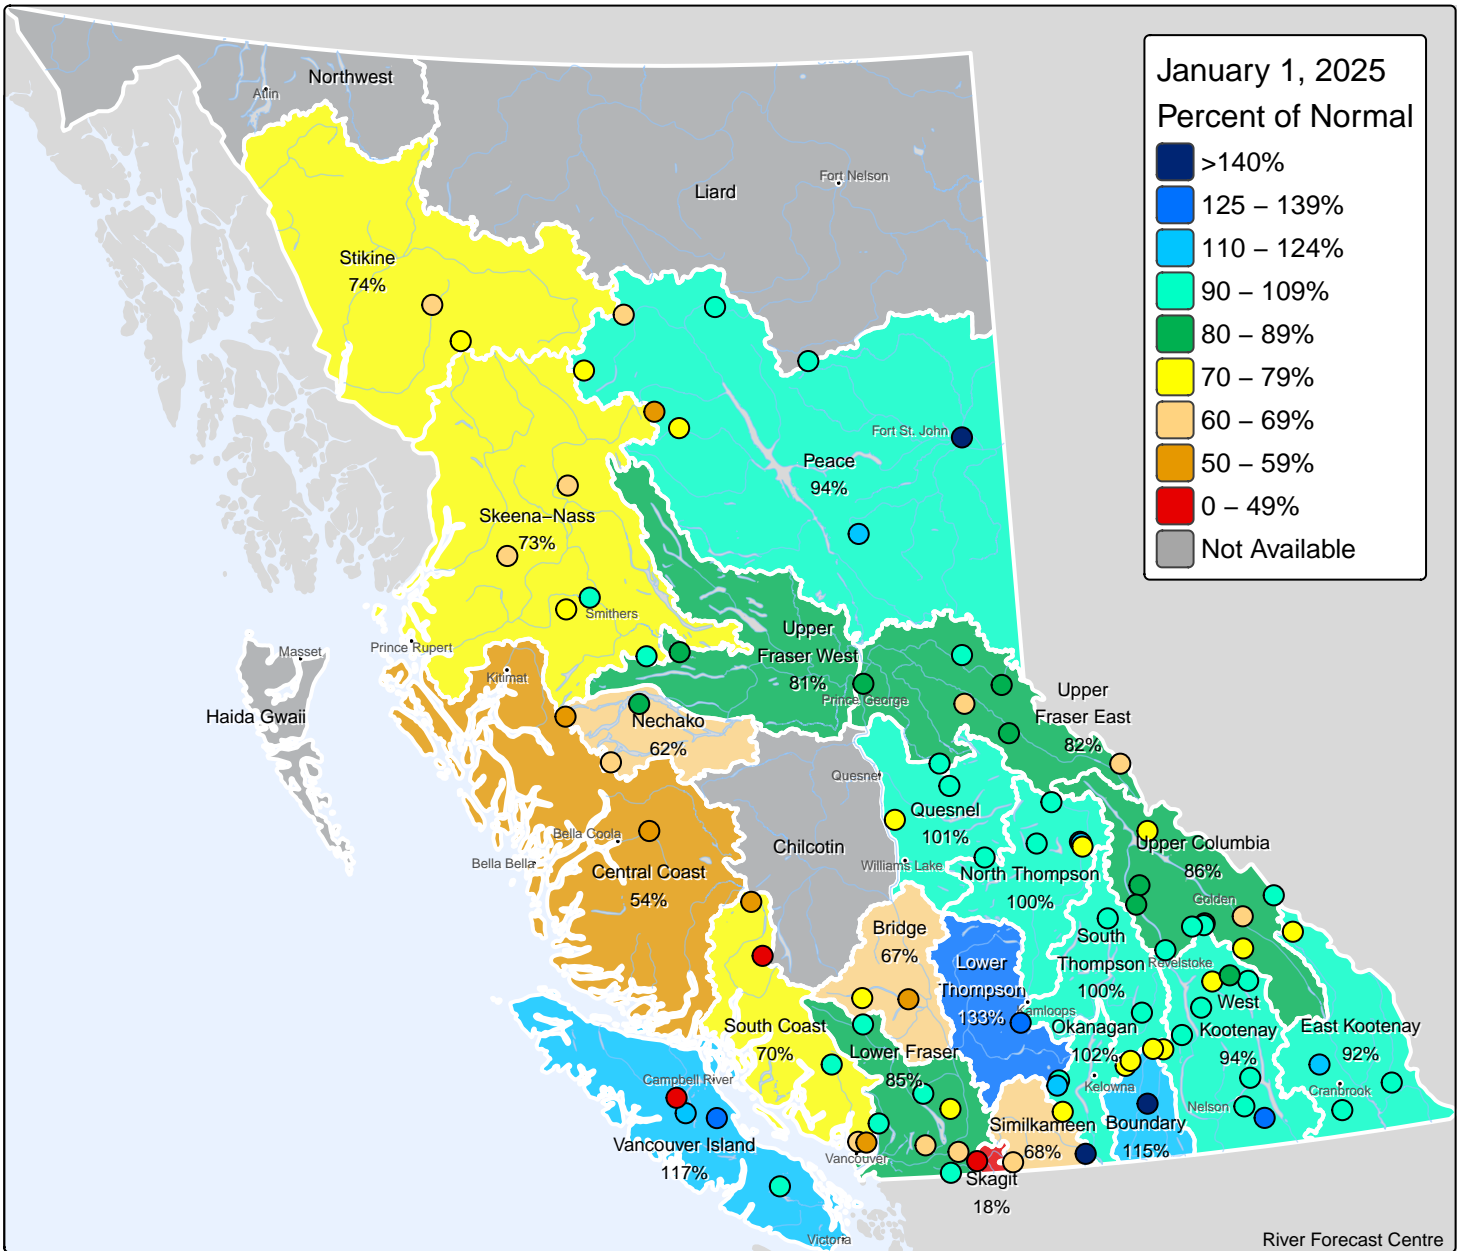 January 1, 2025
Percent of Normal
>140%
125 – 139%
110 – 124%
90 – 109%
80 – 89%
70 – 79%
60 – 69%
50 – 59%
0 – 49%
Not Available
Northwest
Atlin
Liard
Fort Nelson
Stikine
74%
Fort St. John
Peace
94%
Skeena–Nass
73%
Smithers
Prince Rupert
Masset
Kitimat
Haida Gwaii
Upper
Fraser West
81%
Prince George
Nechako
62%
Upper
Fraser East
82%
Quesnel
Quesnel
101%
Williams Lake
Chilcotin
Bella Coola
Bella Bella
Central Coast
54%
North Thompson
100%
Upper Columbia
86%
Golden
Bridge
67%
Lower
Thompson
133%
Kamloops
South
Thompson
100%
Revelstoke
West
Kootenay
94%
East Kootenay
92%
Cranbrook
Okanagan
102%
Kelowna
Nelson
South Coast
70%
Lower Fraser
85%
Campbell River
Vancouver Island
117%
Vancouver
Similkameen
68%
Boundary
115%
Skagit
18%
Victoria
River Forecast Centre